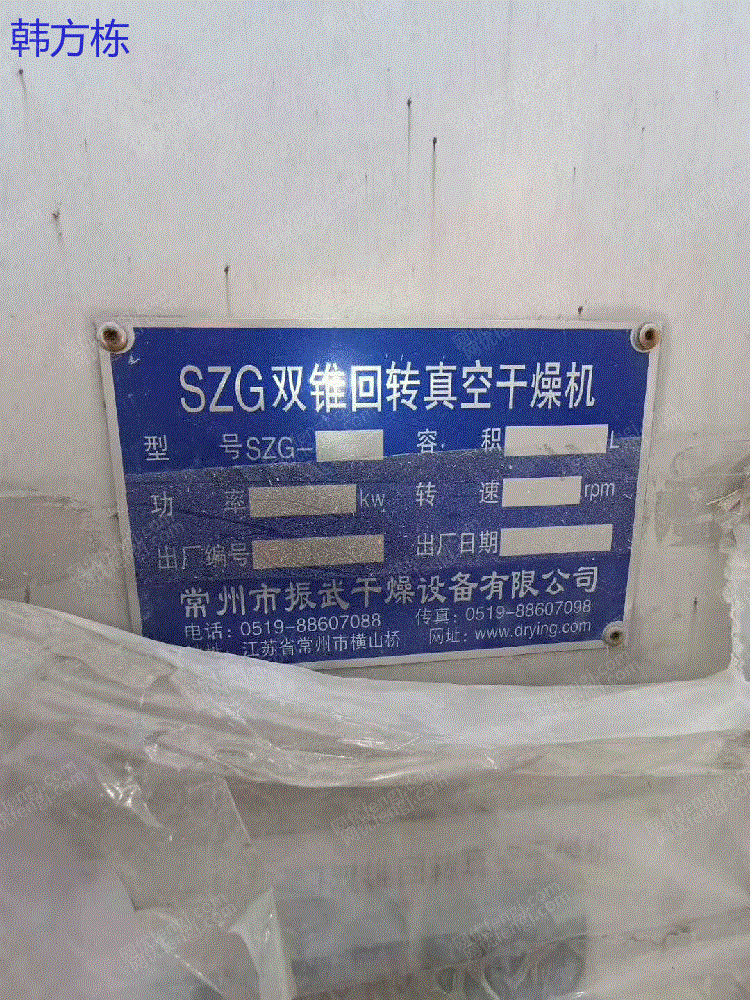 韩方栋
SZG双锥回转真空干燥机
型 号SZG- 容 积 L
功 率 kw 转 速 rpm
出厂编号 出厂日期
常州市振武干燥设备有限公司
电话：0519-88607088 传真：0519-88607098
江苏省常州市横山桥 网址：www.drying.com